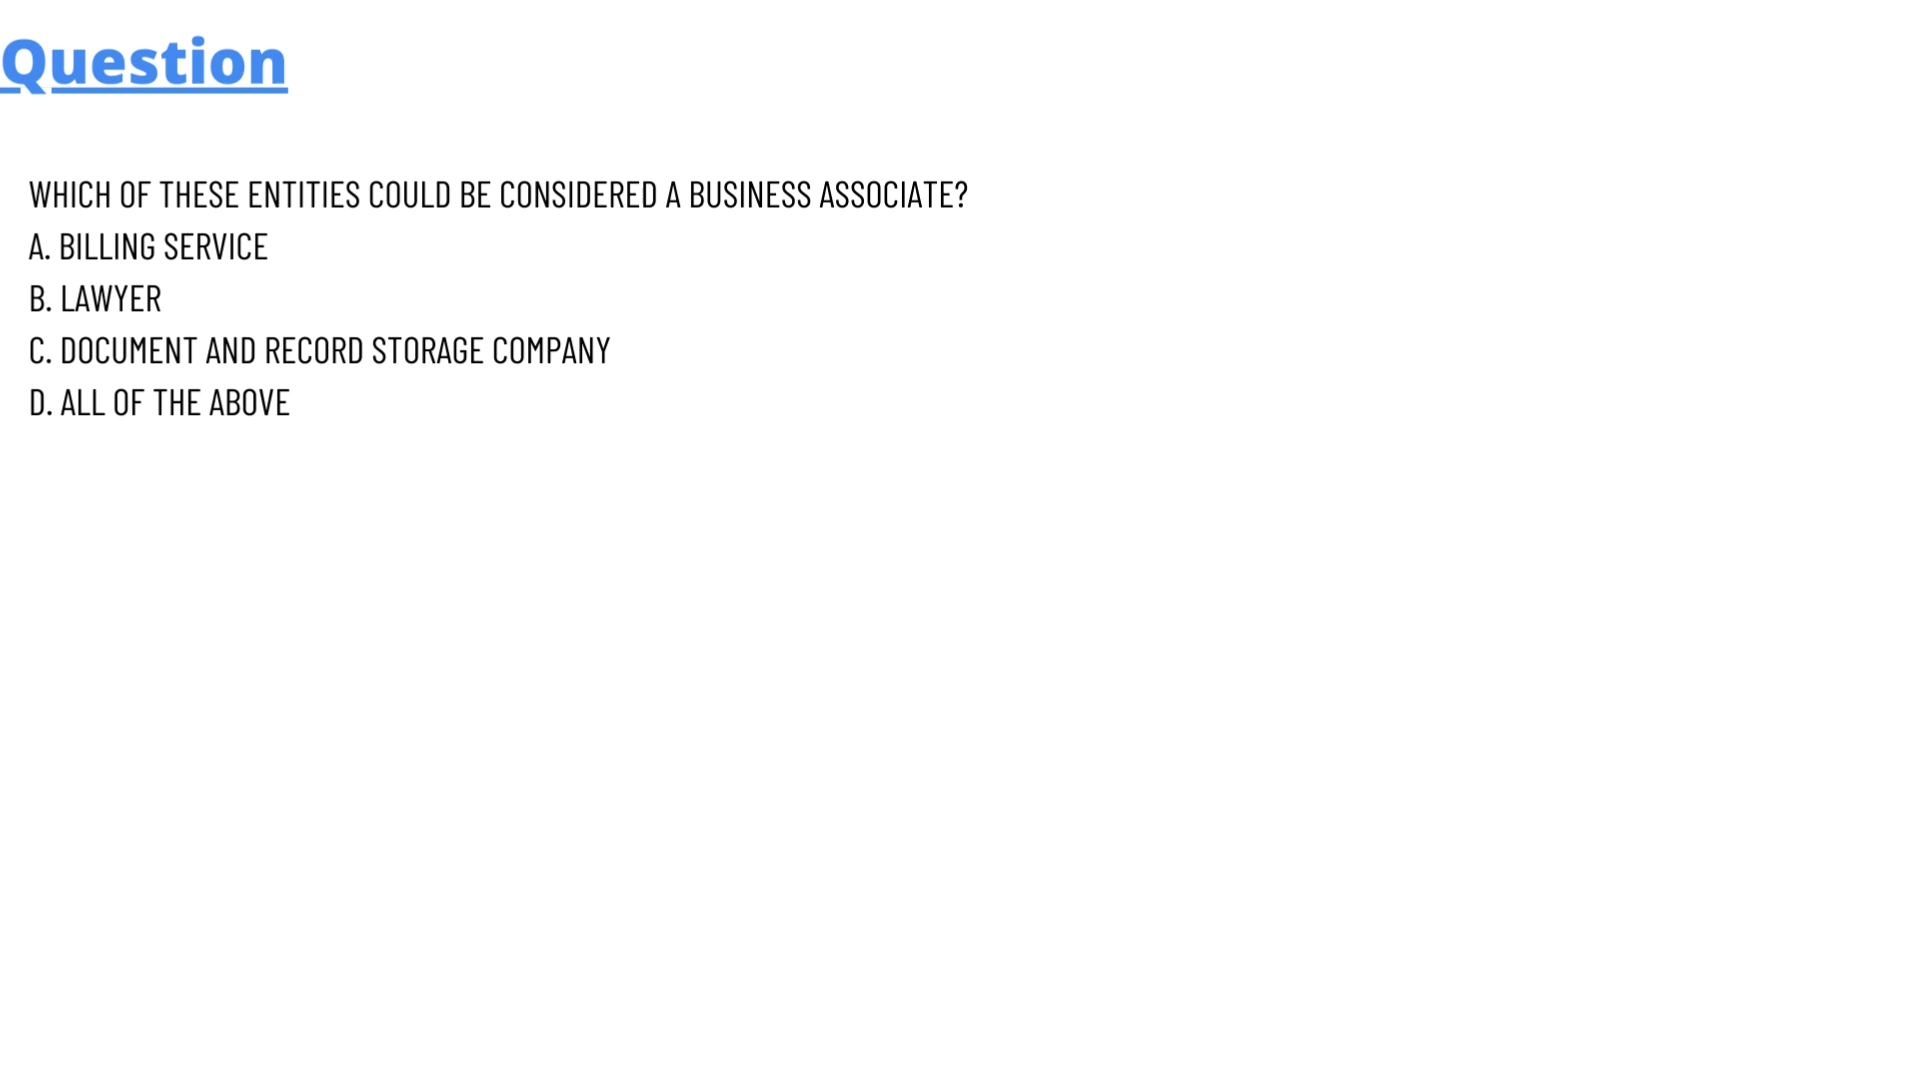 Question
WHICH OF THESE ENTITIES COULD BE CONSIDERED A BUSINESS ASSOCIATE?
A. BILLING SERVICE
B. LAWYER
C. DOCUMENT AND RECORD STORAGE COMPANY
D. ALL OF THE ABOVE